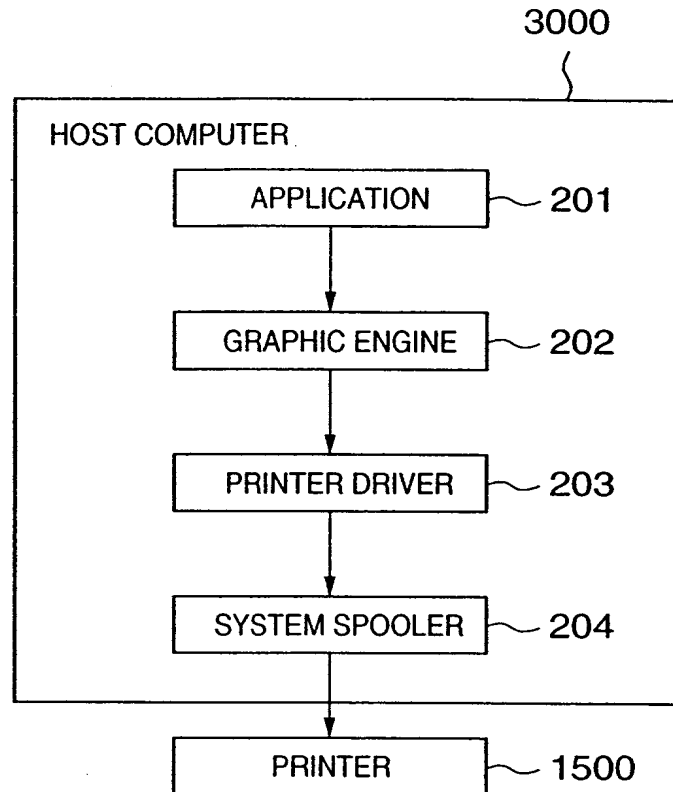 3000
HOST COMPUTER
APPLICATION 201
GRAPHIC ENGINE 202
PRINTER DRIVER 203
SYSTEM SPOOLER 204
PRINTER 1500